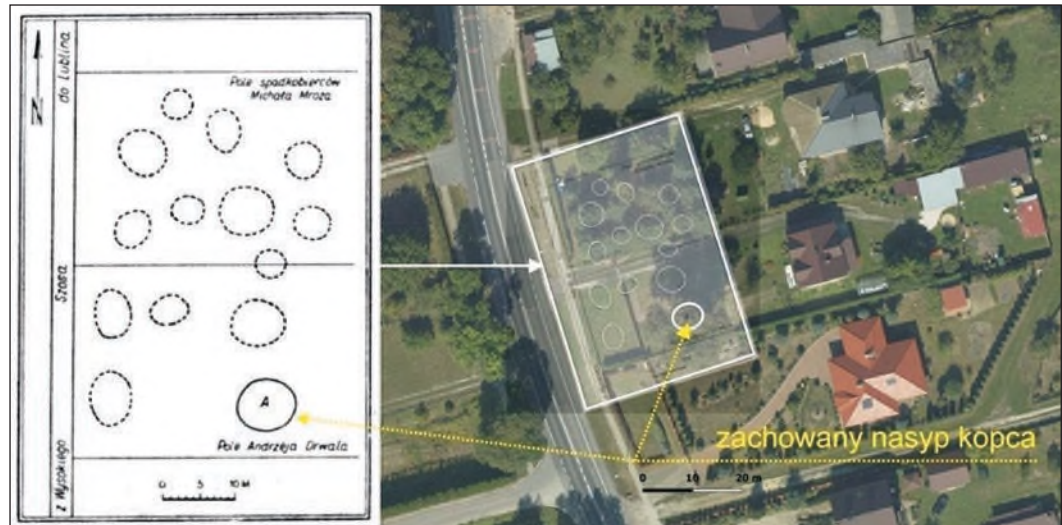 N
do Lublina
Szosa
z Wysokiego
Pole spadkobierców
Michała Mroza
A
Pole Andrzeja Drwala
0 5 10 M
zachowany nasyp kopca
0 10 20 m